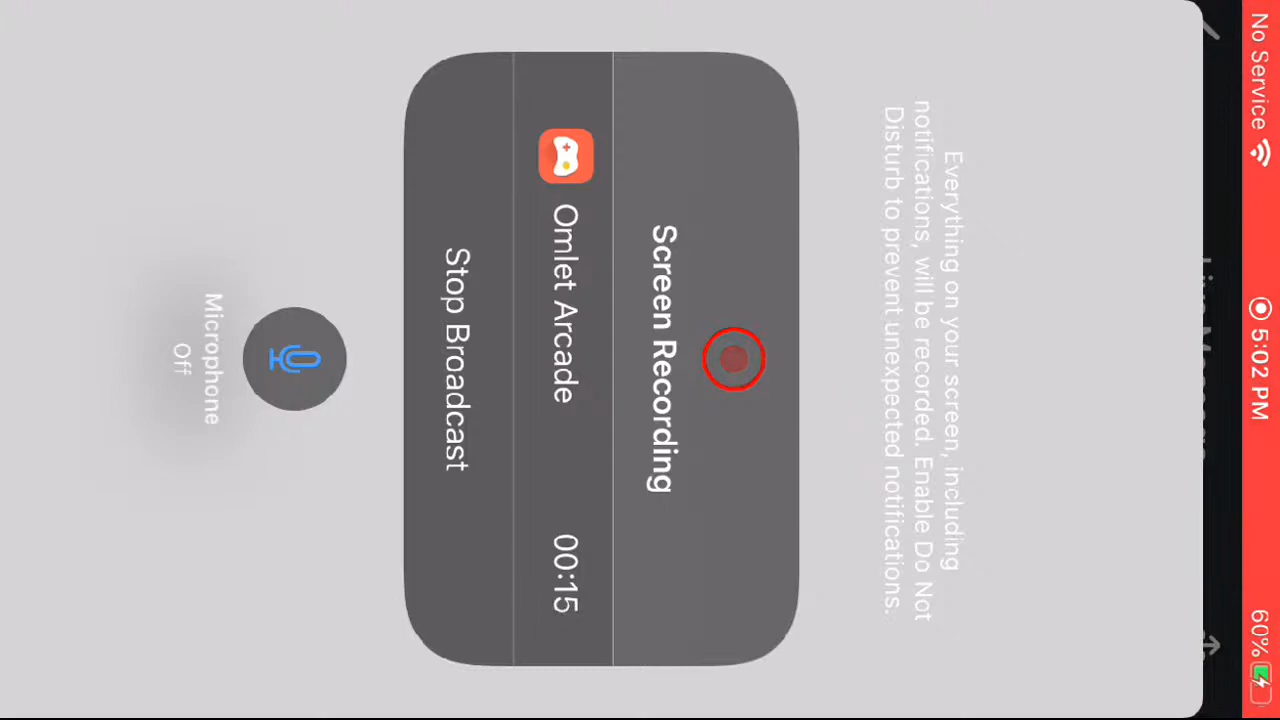 No Service 5:02 PM 60%
Everything on your screen, including
notifications, will be recorded. Enable Do Not
Disturb to prevent unexpected notifications.
Screen Recording
Omlet Arcade 00:15
Stop Broadcast
Microphone
Off